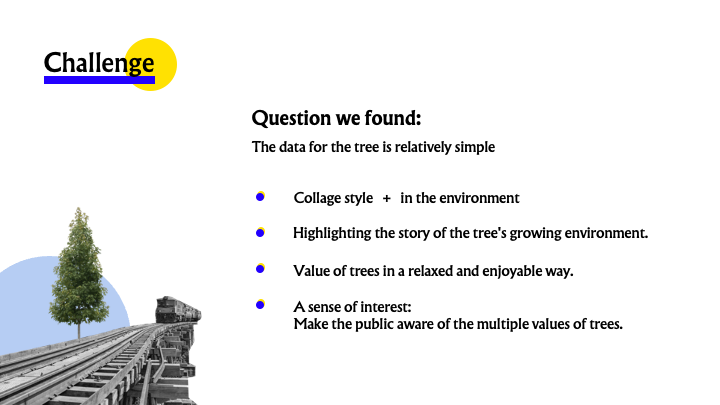 Challenge
Question we found:
The data for the tree is relatively simple
Collage style + in the environment
Highlighting the story of the tree's growing environment.
Value of trees in a relaxed and enjoyable way.
A sense of interest:
Make the public aware of the multiple values of trees.